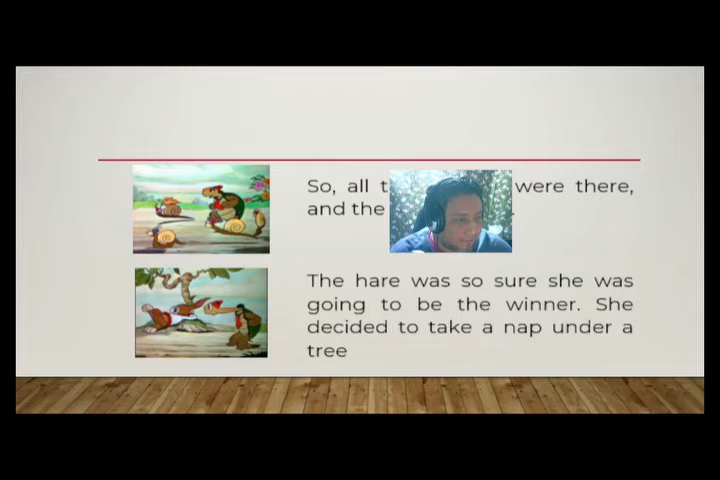 So, all were there,
and the
The hare was so sure she was
going to be the winner. She
decided to take a nap under a
tree